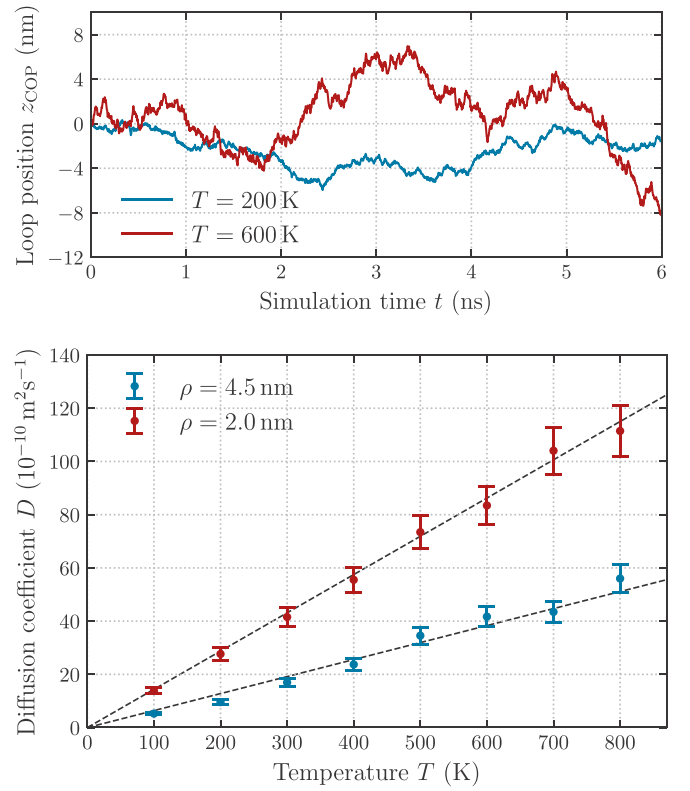 Loop position z_COP (nm)
8
4
0
−4
−8
−12
T = 200 K
T = 600 K
0 1 2 3 4 5 6
Simulation time t (ns)
Diffusion coefficient D (10⁻¹⁰ m²s⁻¹)
140
120
100
80
60
40
20
0
ρ = 4.5 nm
ρ = 2.0 nm
0 100 200 300 400 500 600 700 800
Temperature T (K)